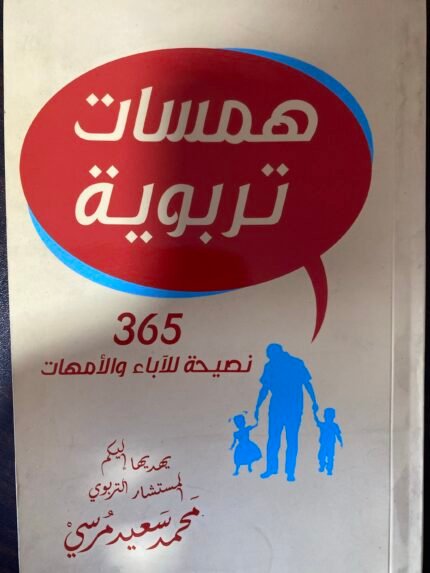 همسات
تربوية
365
نصيحة للآباء والأمهات
يهديها إليكم
المستشار التربوي
محمد سعيد مرسي